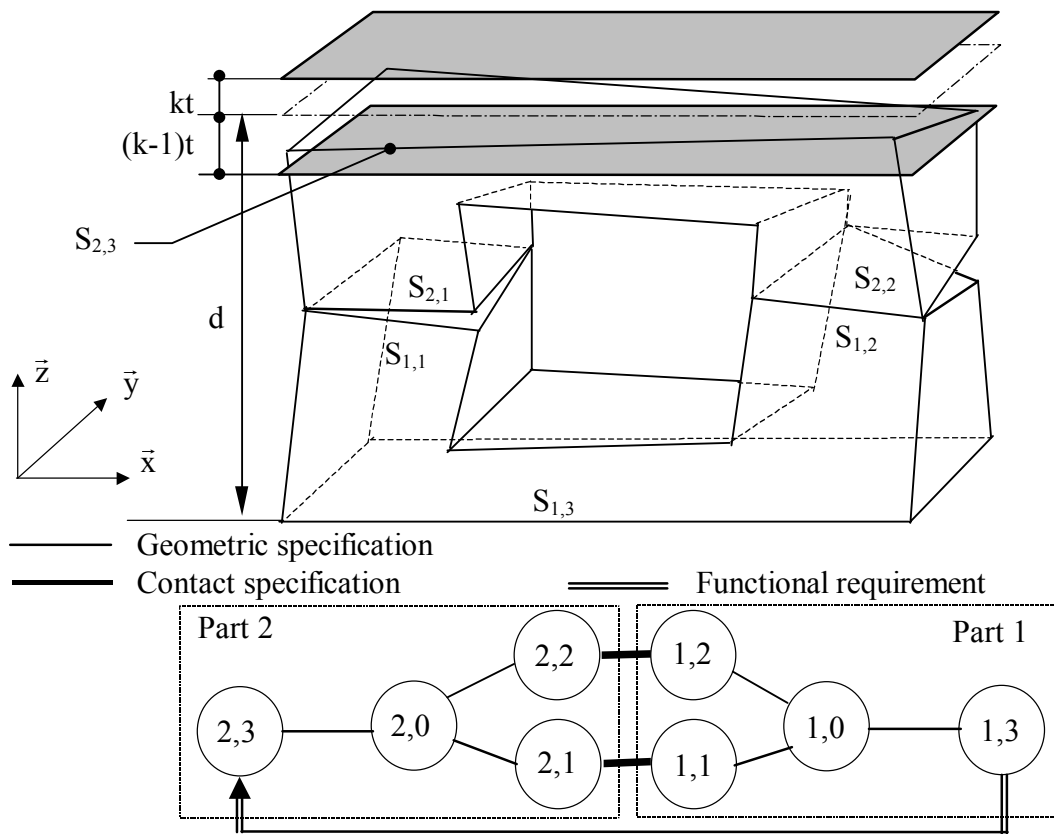 kt
(k-1)t
S2,3
d
S2,1
S2,2
S1,1
S1,2
z⃗
y⃗
x⃗
S1,3
Geometric specification
Contact specification
Functional requirement
Part 2
Part 1
2,2
1,2
2,3
2,0
1,0
1,3
2,1
1,1